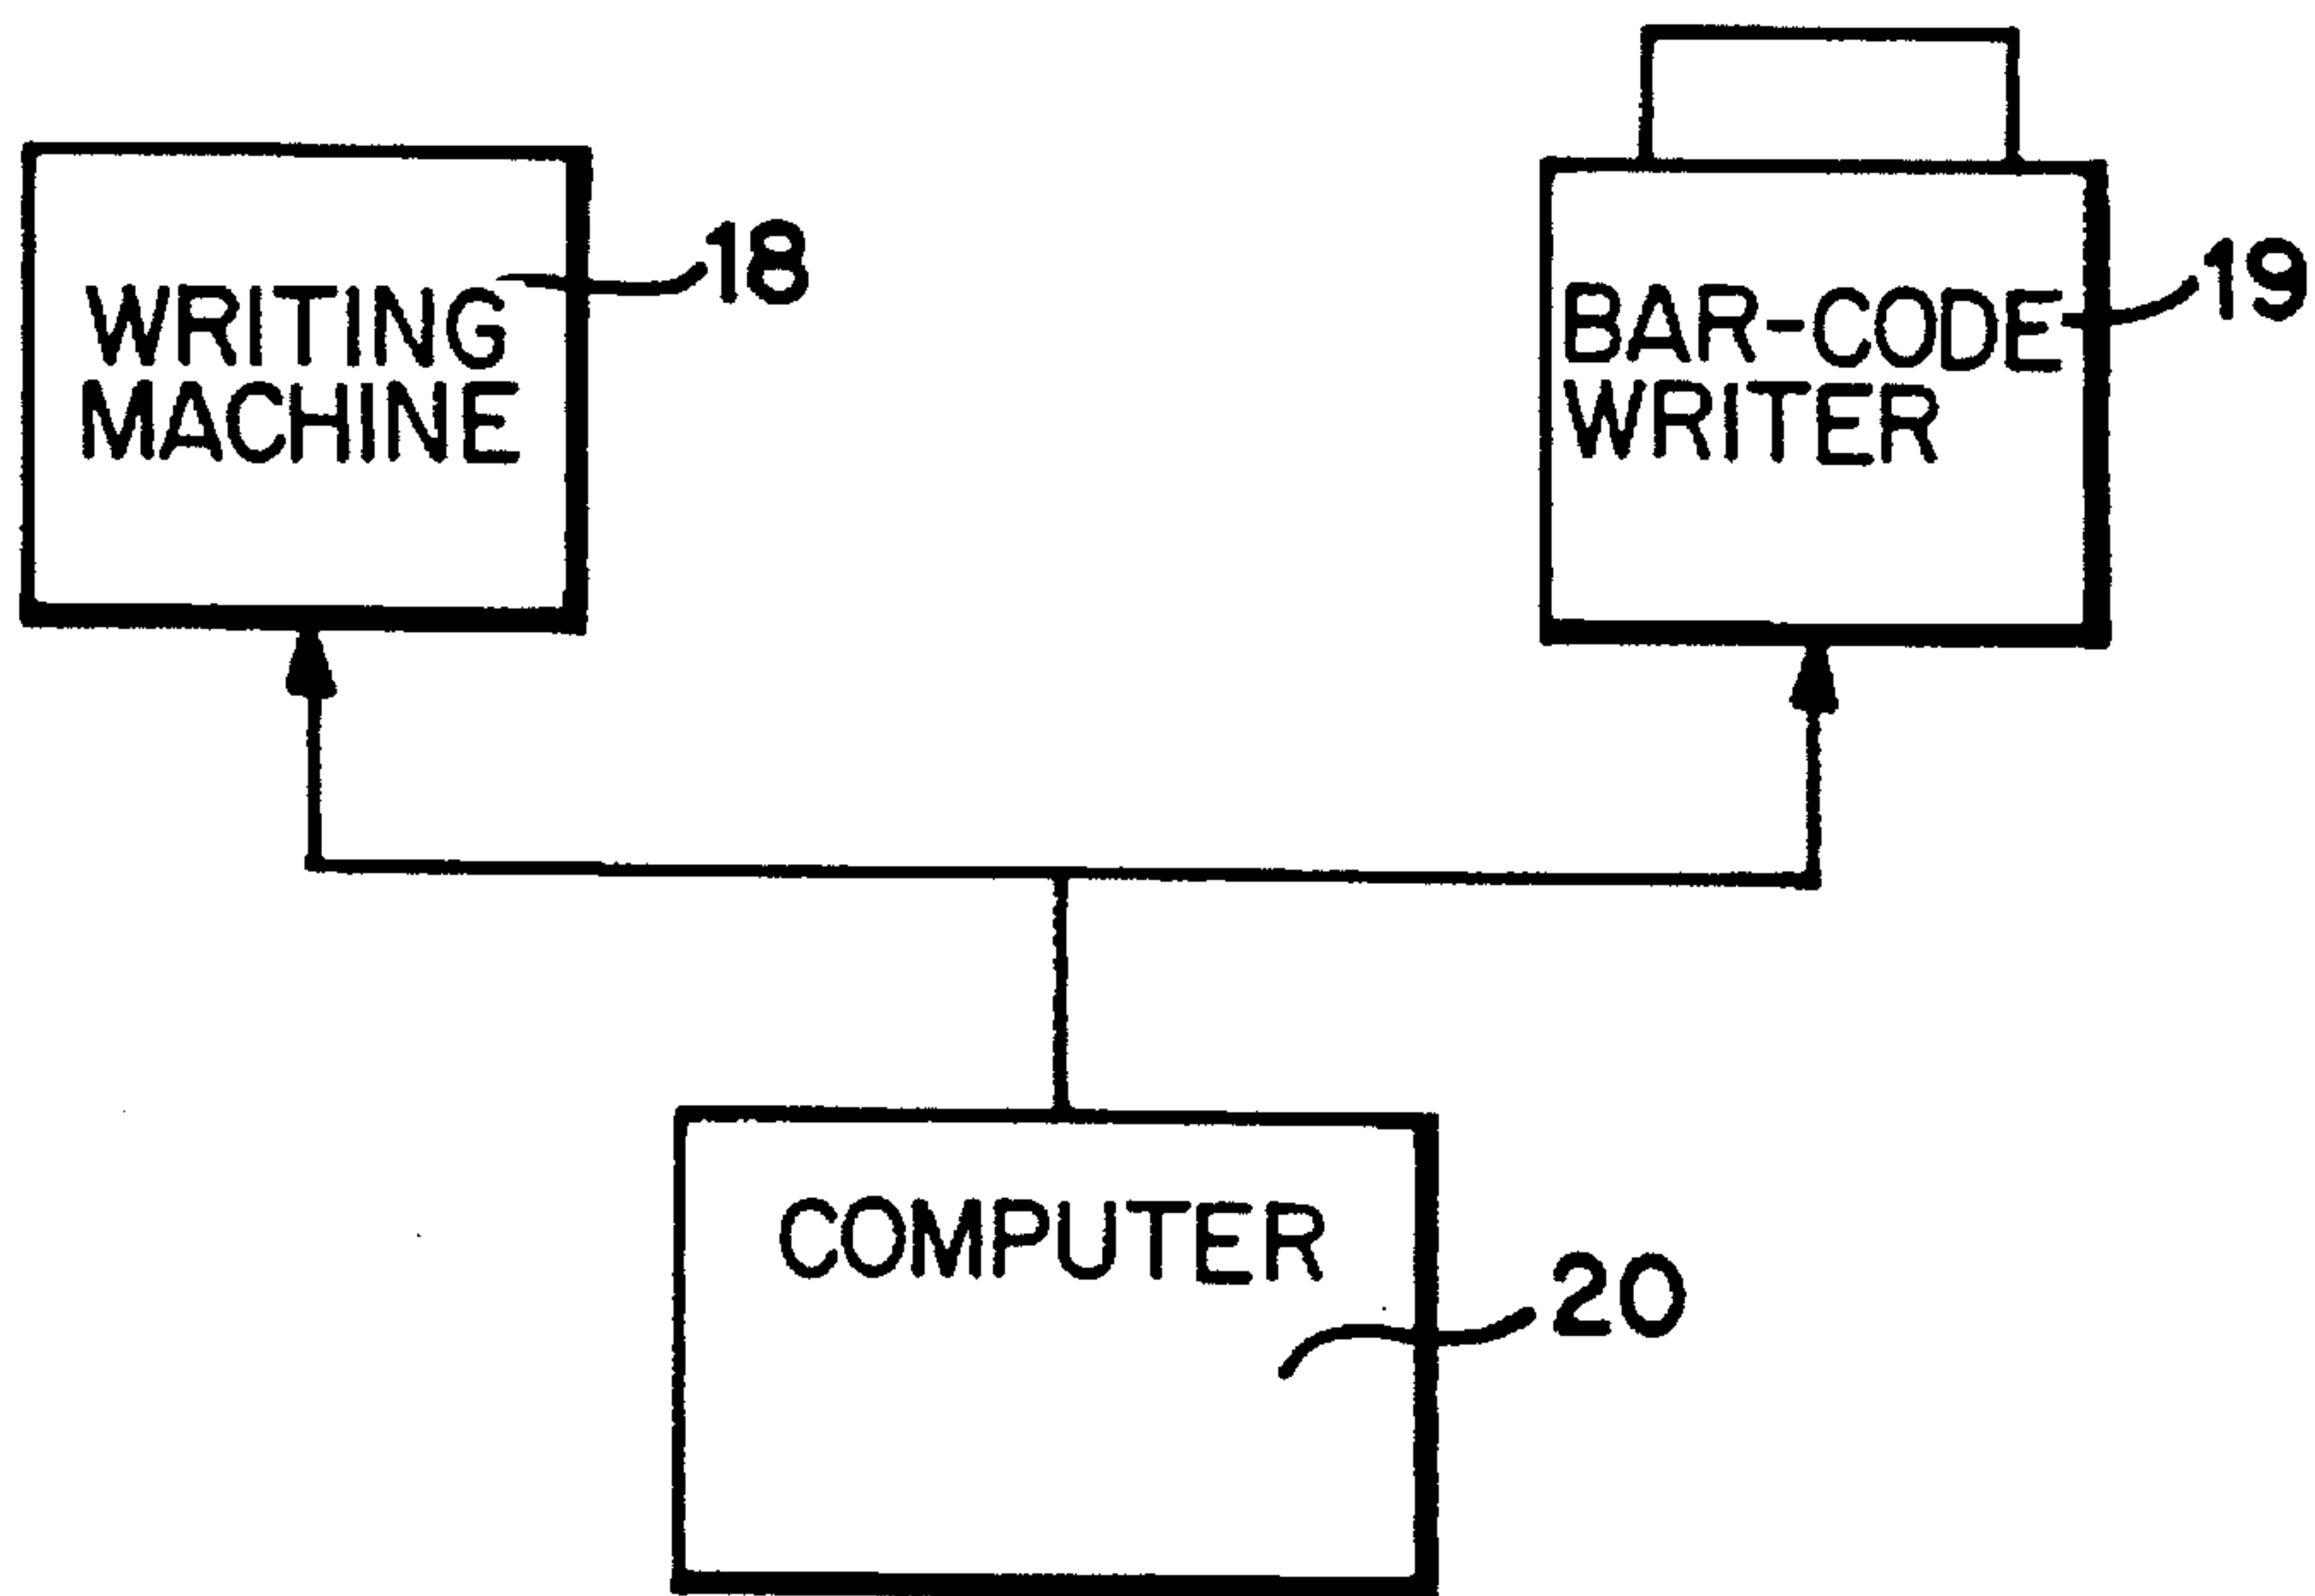 WRITING
MACHINE
18
BAR-CODE
WRITER
19
COMPUTER
20